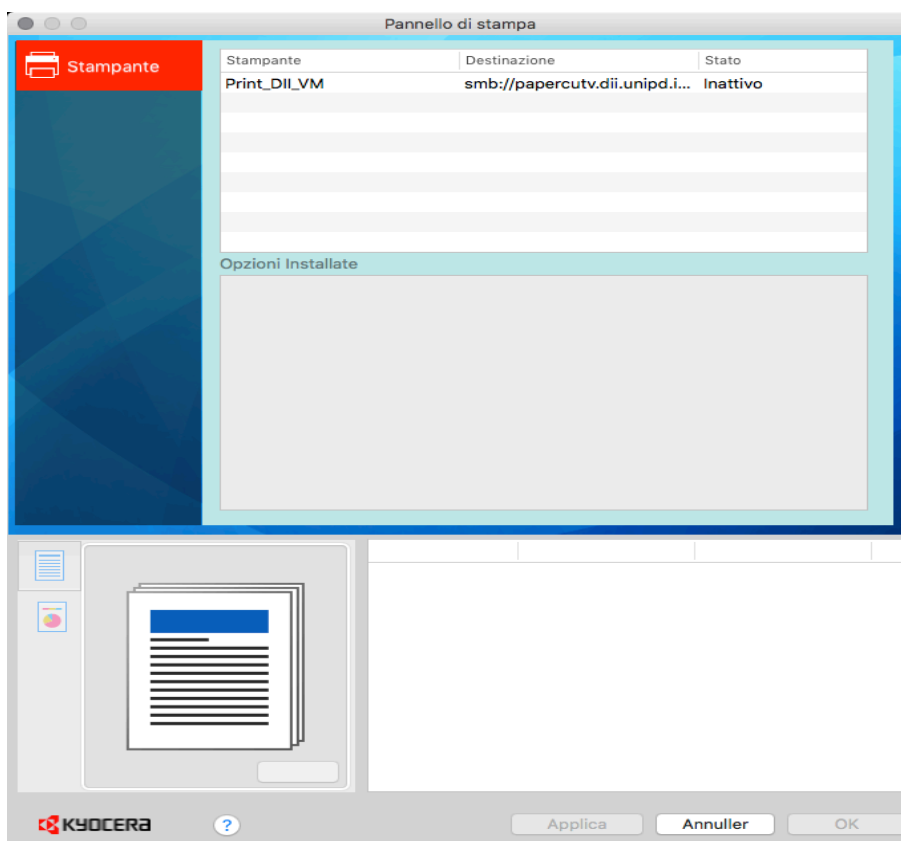 Pannello di stampa
Stampante
Stampante Destinazione Stato
Print_DII_VM smb://papercutv.dii.unipd.i... Inattivo
Opzioni Installate
KYOCERA ? Applica Annuller OK